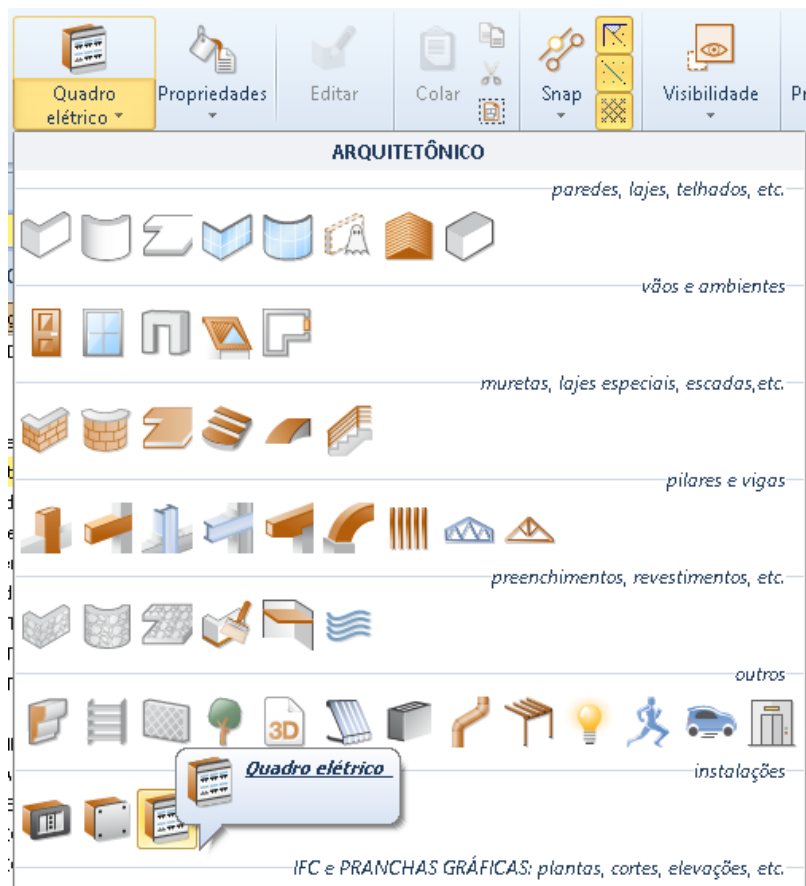 Quadro
elétrico
Propriedades
Editar
Colar
Snap
Visibilidade
ARQUITETÔNICO
paredes, lajes, telhados, etc.
vãos e ambientes
muretas, lajes especiais, escadas,etc.
pilares e vigas
preenchimentos, revestimentos, etc.
outros
3D
Quadro elétrico
instalações
IFC e PRANCHAS GRÁFICAS: plantas, cortes, elevações, etc.